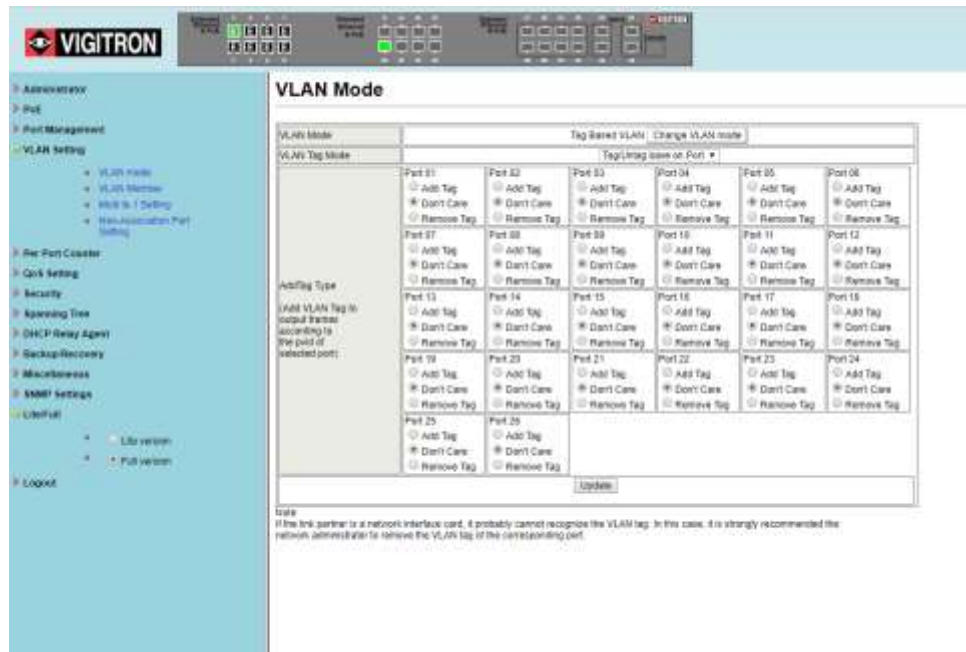 VIGITRON
Administrator
PoE
Port Management
VLAN Setting
VLAN mode
VLAN Member
Multi to 1 Setting
Non-Association Port
Setting
Per Port Counter
QoS Setting
Security
Spanning Tree
DHCP Relay Agent
Backup/Recovery
Miscellaneous
SNMP Settings
Lite/Full
Lite version
Full version
Logout
VLAN Mode
VLAN Mode Tag Based VLAN Change VLAN mode
VLAN Tag Mode Tag/Untag base on Port
AddTag Type
(Add VLAN Tag to
output frames
according to
the pvid of
selected port)
Port 01 Port 02 Port 03 Port 04 Port 05 Port 06
Add Tag Add Tag Add Tag Add Tag Add Tag Add Tag
Don't Care Don't Care Don't Care Don't Care Don't Care Don't Care
Remove Tag Remove Tag Remove Tag Remove Tag Remove Tag Remove Tag
Port 07 Port 08 Port 09 Port 10 Port 11 Port 12
Add Tag Add Tag Add Tag Add Tag Add Tag Add Tag
Don't Care Don't Care Don't Care Don't Care Don't Care Don't Care
Remove Tag Remove Tag Remove Tag Remove Tag Remove Tag Remove Tag
Port 13 Port 14 Port 15 Port 16 Port 17 Port 18
Add Tag Add Tag Add Tag Add Tag Add Tag Add Tag
Don't Care Don't Care Don't Care Don't Care Don't Care Don't Care
Remove Tag Remove Tag Remove Tag Remove Tag Remove Tag Remove Tag
Port 19 Port 20 Port 21 Port 22 Port 23 Port 24
Add Tag Add Tag Add Tag Add Tag Add Tag Add Tag
Don't Care Don't Care Don't Care Don't Care Don't Care Don't Care
Remove Tag Remove Tag Remove Tag Remove Tag Remove Tag Remove Tag
Port 25 Port 26
Add Tag Add Tag
Don't Care Don't Care
Remove Tag Remove Tag
Update
Note
If the link partner is a network interface card, it probably cannot recognize the VLAN tag. In this case, it is strongly recommended the
network administrator to remove the VLAN tag of the corresponding port.